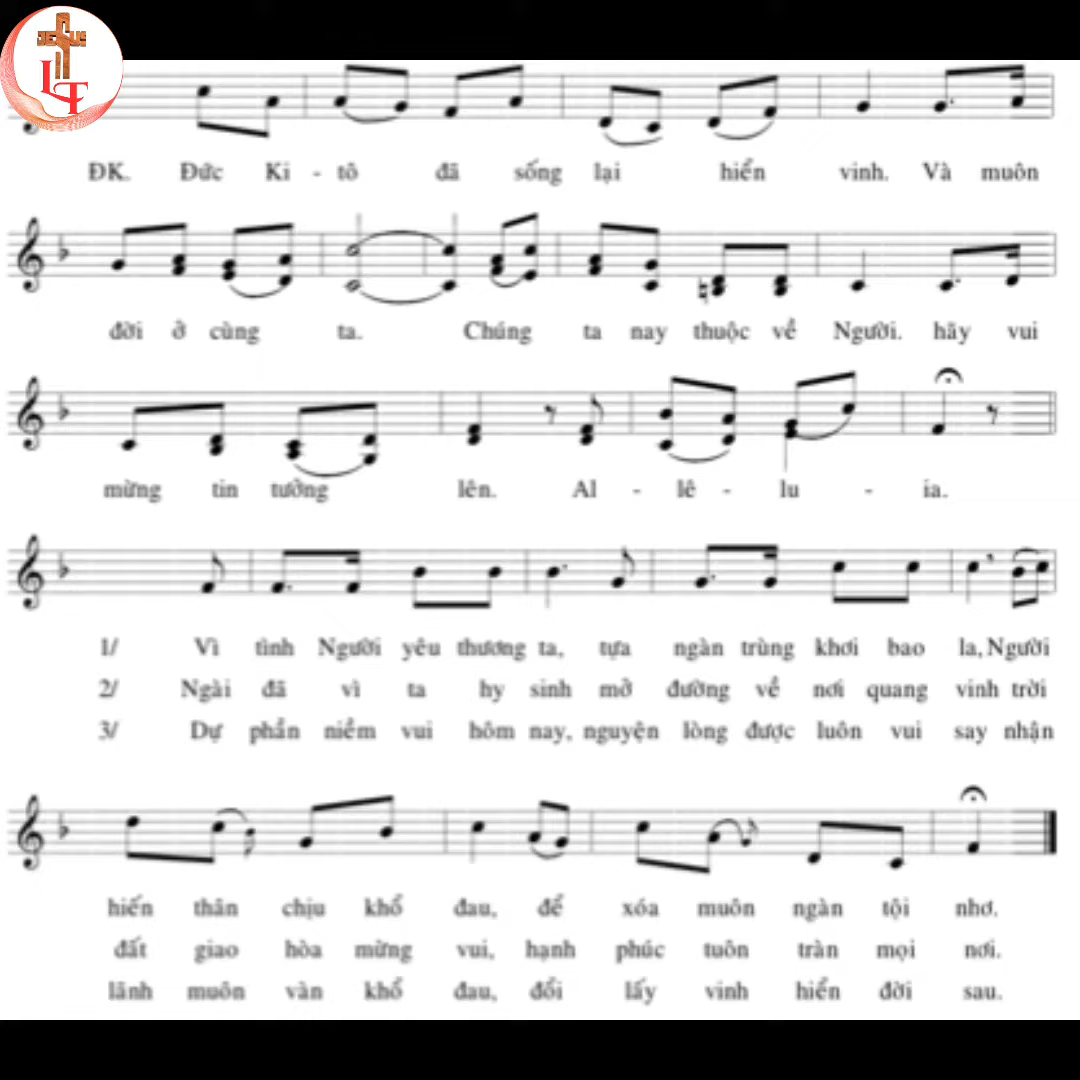 JESUS
LT
ĐK. Đức Ki - tô đã sống lại hiển vinh. Và muôn
đời ở cùng ta. Chúng ta nay thuộc về Người. hãy vui
mừng tin tưởng lên. Al - lê - lu - ia.
1/ Vì tình Người yêu thương ta, tựa ngàn trùng khơi bao la, Người
2/ Ngài đã vì ta hy sinh mở đường về nơi quang vinh trời
3/ Dự phần niềm vui hôm nay, nguyện lòng được luôn vui say nhận
hiến thân chịu khổ đau, để xóa muôn ngàn tội nhơ.
đất giao hòa mừng vui, hạnh phúc tuôn tràn mọi nơi.
lãnh muôn vàn khổ đau, đổi lấy vinh hiển đời sau.